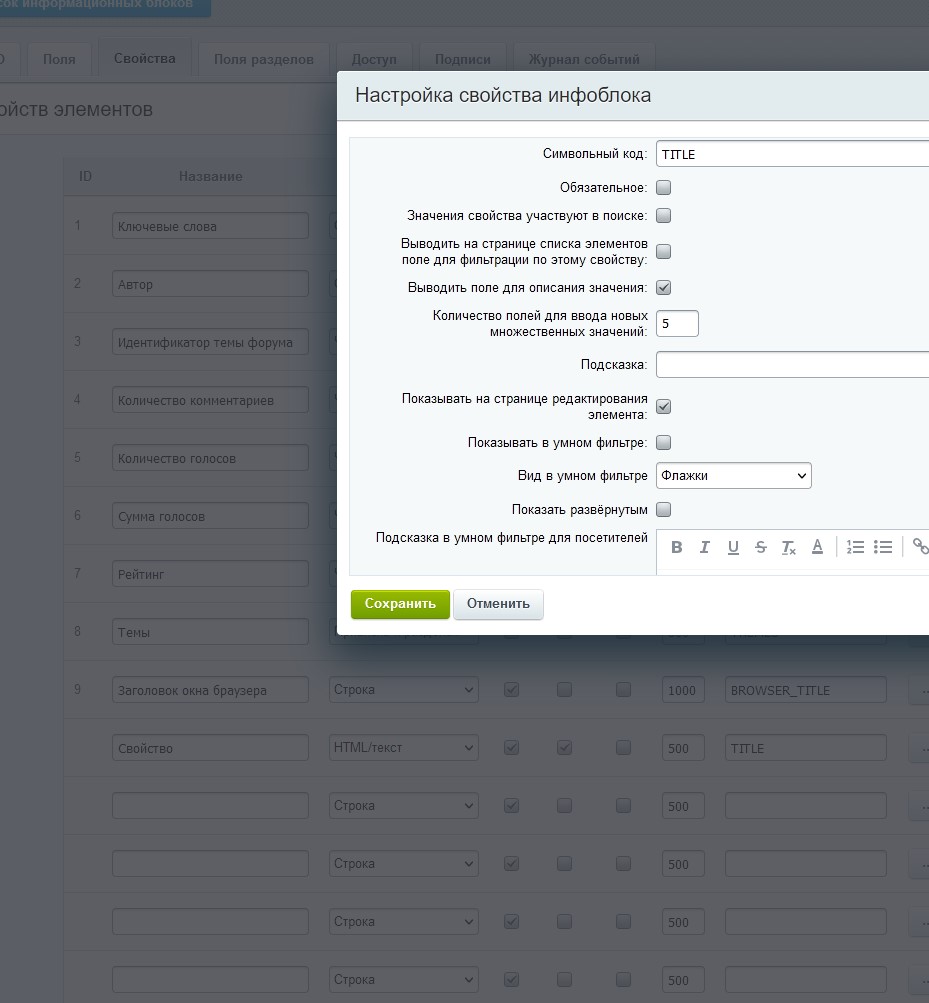 сок информационных блоков
Поля
Свойства
Поля разделов
Доступ
Подписи
Журнал событий
ойств элементов
Настройка свойства инфоблока
Символьный код:
TITLE
Обязательное:
Значения свойства участвуют в поиске:
Выводить на странице списка элементов
поле для фильтрации по этому свойству:
Выводить поле для описания значения:
Количество полей для ввода новых
множественных значений:
5
Подсказка:
Показывать на странице редактирования
элемента:
Показывать в умном фильтре:
Вид в умном фильтре
Флажки
Показать развёрнутым
Подсказка в умном фильтре для посетителей
B I U S Tx A
Сохранить
Отменить
ID
Название
1
Ключевые слова
2
Автор
3
Идентификатор темы форума
4
Количество комментариев
5
Количество голосов
6
Сумма голосов
7
Рейтинг
8
Темы
9
Заголовок окна браузера
Строка
1000
BROWSER_TITLE
...
Свойство
HTML/текст
500
TITLE
...
Строка
500
...
Строка
500
...
Строка
500
...
Строка
500
...